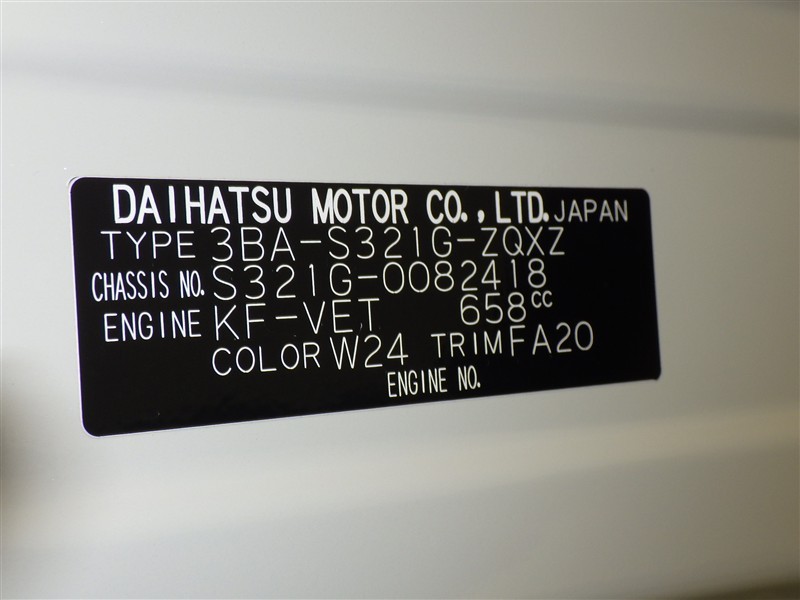 DAIHATSU MOTOR CO., LTD. JAPAN
TYPE 3BA-S321G-ZQXZ
CHASSIS NO. S321G-0082418
ENGINE KF-VET 658cc
COLOR W24 TRIM FA20
ENGINE NO.